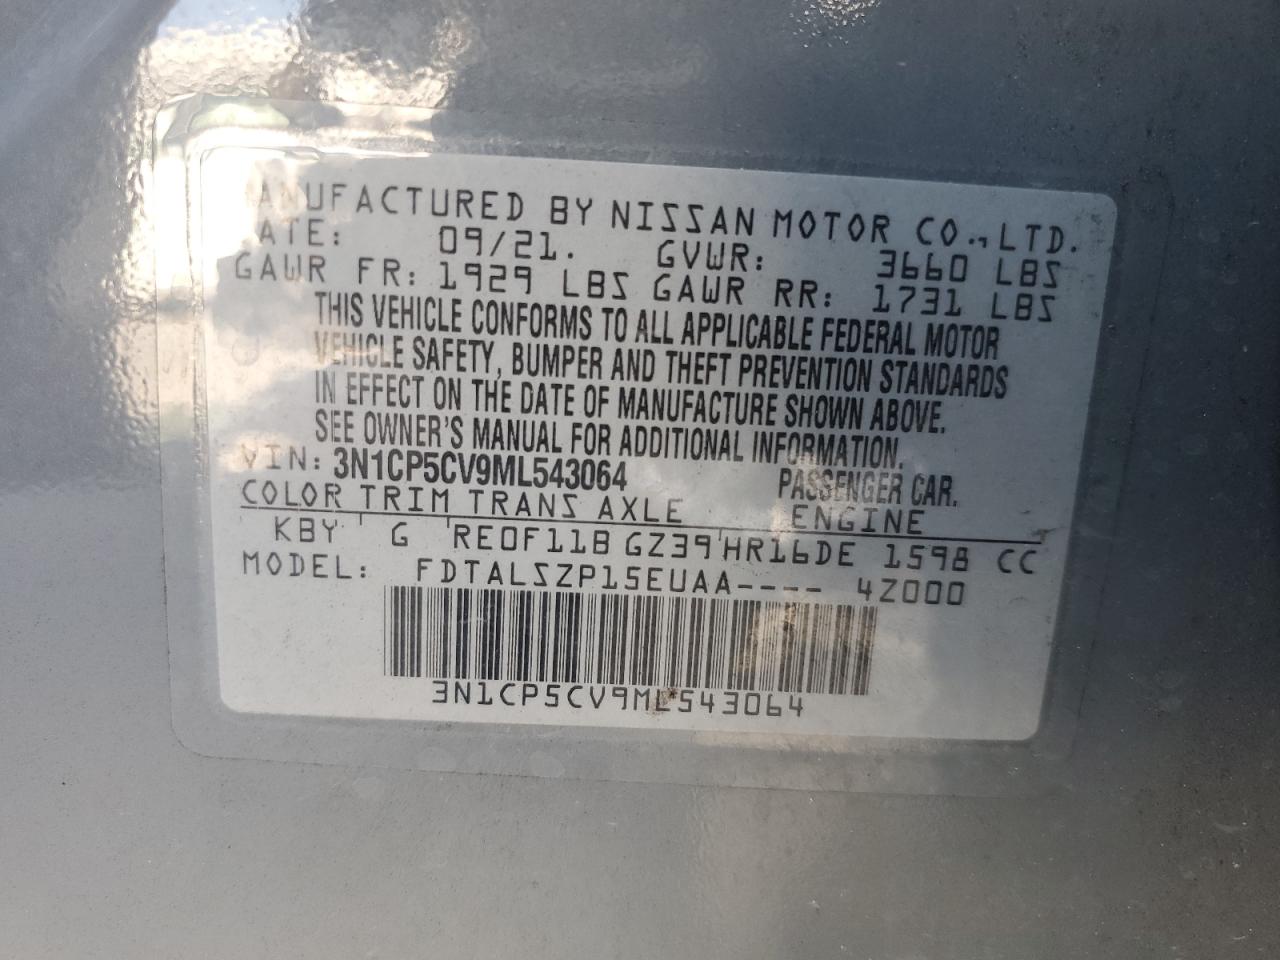 MANUFACTURED BY NISSAN MOTOR CO., LTD.
DATE: 09/21. GVWR: 3660 LBS
GAWR FR: 1929 LBS GAWR RR: 1731 LBS
THIS VEHICLE CONFORMS TO ALL APPLICABLE FEDERAL MOTOR
VEHICLE SAFETY, BUMPER AND THEFT PREVENTION STANDARDS
IN EFFECT ON THE DATE OF MANUFACTURE SHOWN ABOVE.
SEE OWNER'S MANUAL FOR ADDITIONAL INFORMATION.
VIN: 3N1CP5CV9ML543064 PASSENGER CAR.
COLOR TRIM TRANS AXLE ENGINE
KBY G RE0F11B GZ39 HR16DE 1598 CC
MODEL: FDTALSZP15EUAA---- 4Z000
3N1CP5CV9ML543064